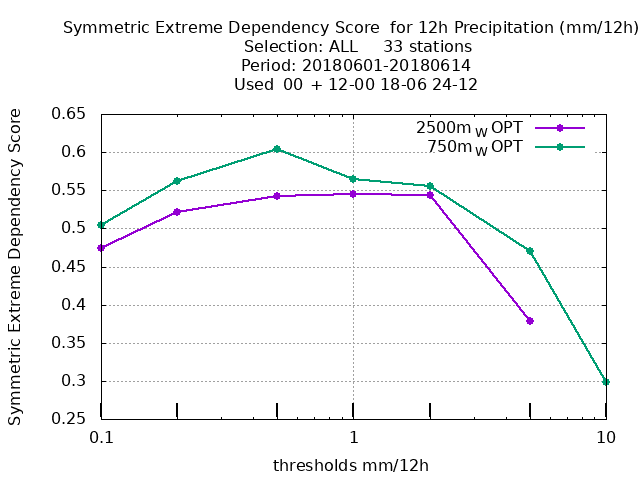 Symmetric Extreme Dependency Score  for 12h Precipitation (mm/12h)
Selection: ALL     33 stations
Period: 20180601-20180614
Used  00  + 12-00 18-06 24-12
2500m W OPT
750m W OPT
Symmetric Extreme Dependency Score
0.65
0.6
0.55
0.5
0.45
0.4
0.35
0.3
0.25
0.1 1 10
thresholds mm/12h